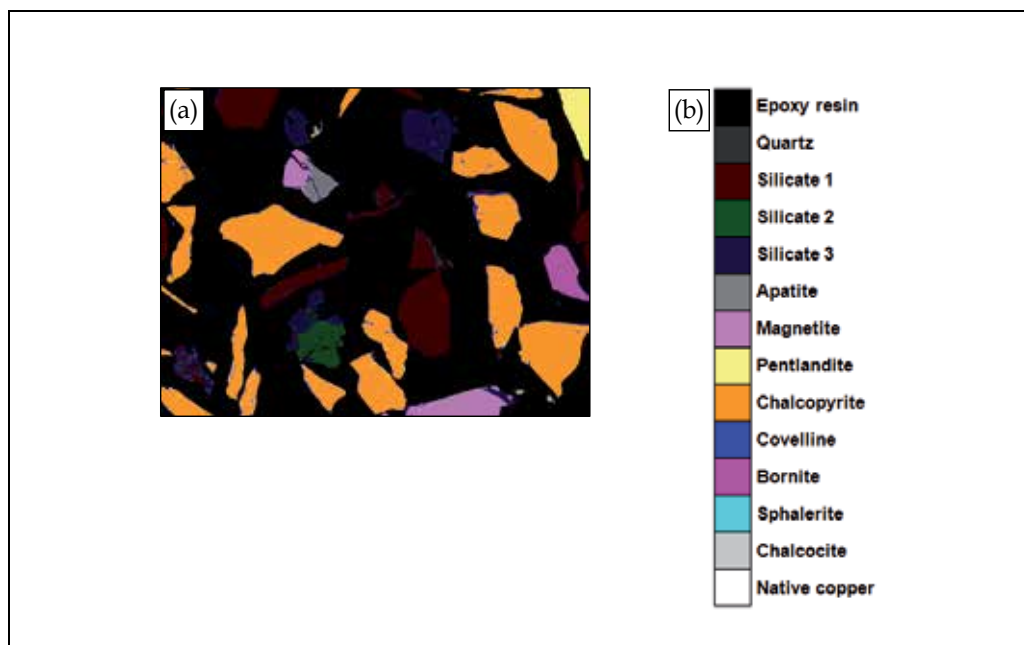 (a)
(b)
Epoxy resin
Quartz
Silicate 1
Silicate 2
Silicate 3
Apatite
Magnetite
Pentlandite
Chalcopyrite
Covelline
Bornite
Sphalerite
Chalcocite
Native copper